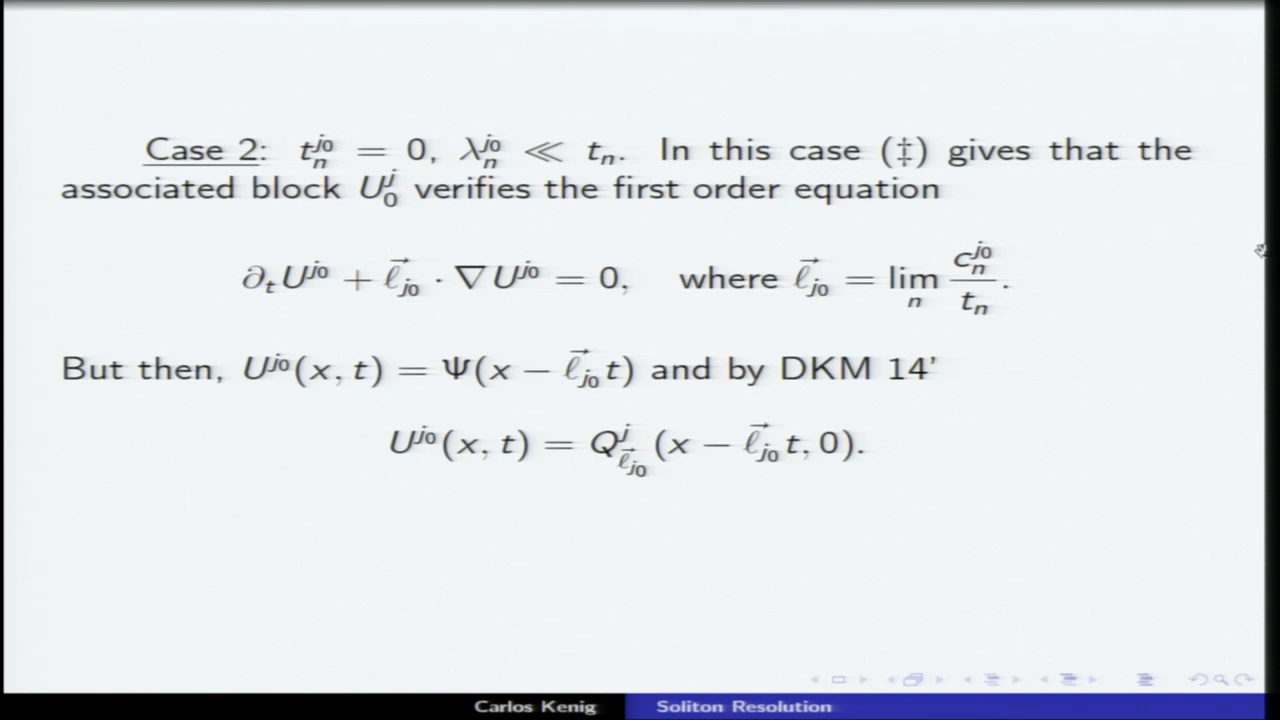 Case 2: $t_n^{j_0} = 0$, $\lambda_n^{j_0} \ll t_n$. In this case (‡) gives that the
associated block $U_0^j$ verifies the first order equation
$\partial_t U^{j_0} + \vec{\ell}_{j_0} \cdot \nabla U^{j_0} = 0,$ where $\vec{\ell}_{j_0} = \lim_n \frac{c_n^{j_0}}{t_n}.$
But then, $U^{j_0}(x, t) = \Psi(x - \vec{\ell}_{j_0} t)$ and by DKM 14'
$U^{j_0}(x, t) = Q^j_{\vec{\ell}_{j_0}}(x - \vec{\ell}_{j_0} t, 0).$
Carlos Kenig Soliton Resolution